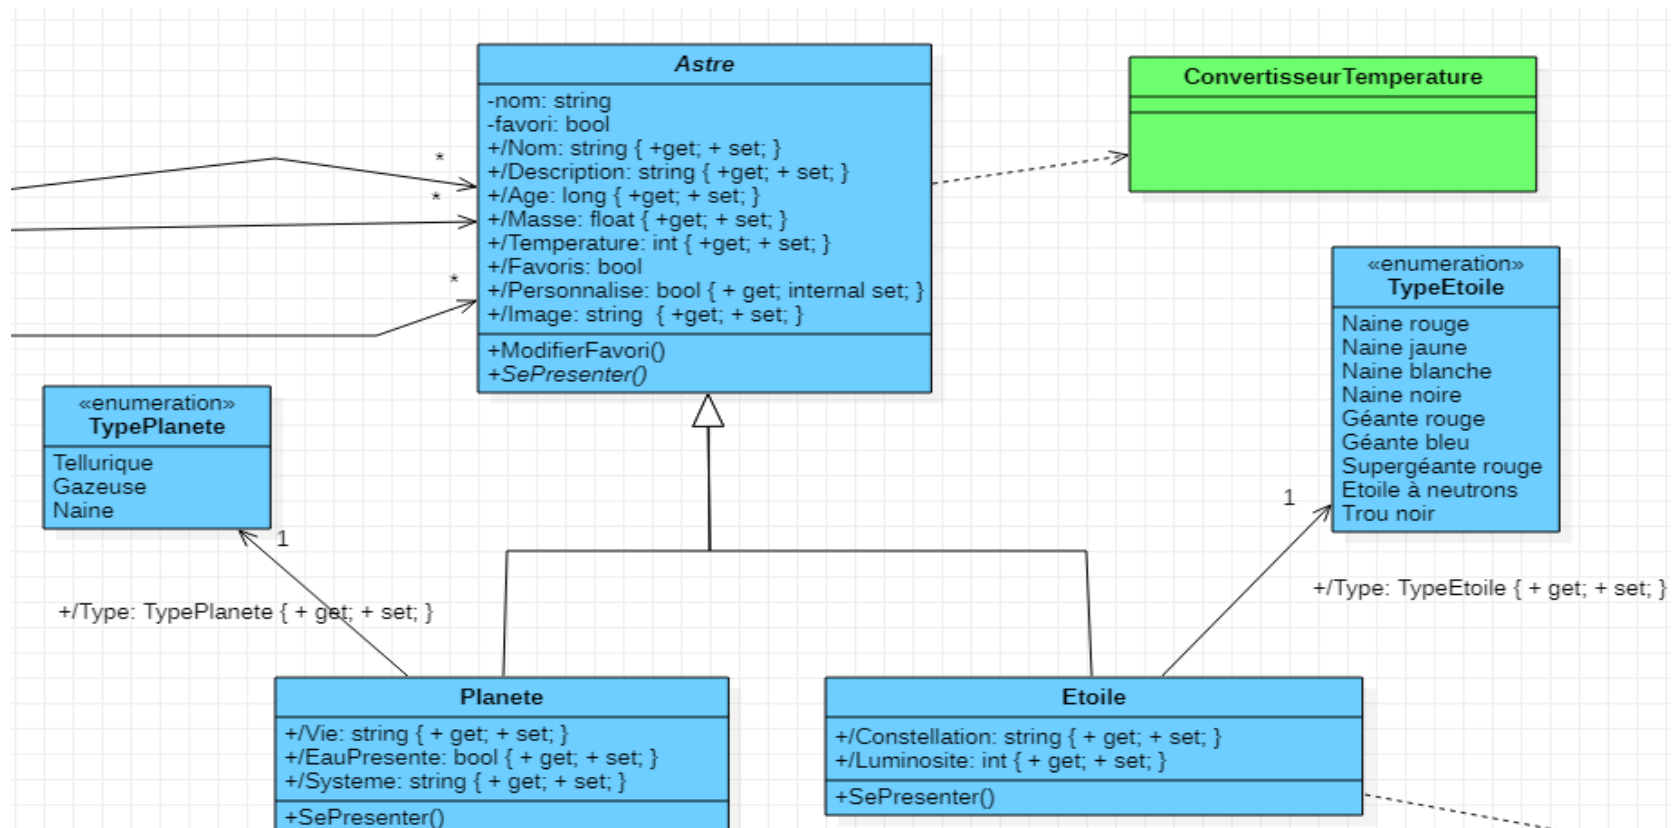 Astre
-nom: string
-favori: bool
+/Nom: string { +get; + set; }
+/Description: string { +get; + set; }
+/Age: long { +get; + set; }
+/Masse: float { +get; + set; }
+/Temperature: int { +get; + set; }
+/Favoris: bool
+/Personnalise: bool { + get; internal set; }
+/Image: string  { +get; + set; }
+ModifierFavori()
+SePresenter()
*
*
*
ConvertisseurTemperature
«enumeration»
TypeEtoile
Naine rouge
Naine jaune
Naine blanche
Naine noire
Géante rouge
Géante bleu
Supergéante rouge
Etoile à neutrons
Trou noir
«enumeration»
TypePlanete
Tellurique
Gazeuse
Naine
1
1
+/Type: TypePlanete { + get; + set; }
+/Type: TypeEtoile { + get; + set; }
Planete
+/Vie: string { + get; + set; }
+/EauPresente: bool { + get; + set; }
+/Systeme: string { + get; + set; }
+SePresenter()
Etoile
+/Constellation: string { + get; + set; }
+/Luminosite: int { + get; + set; }
+SePresenter()